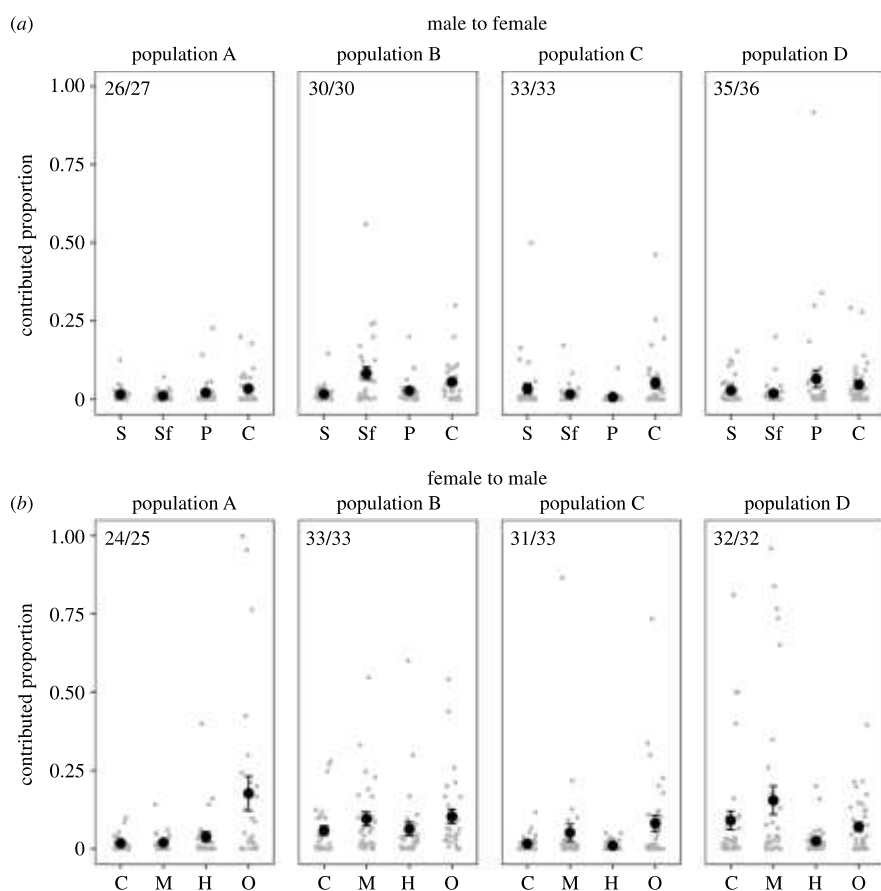 (a) male to female
population A population B population C population D
26/27 30/30 33/33 35/36
1.00
0.75
0.50
0.25
0
contributed proportion
S Sf P C S Sf P C S Sf P C S Sf P C
female to male
(b) population A population B population C population D
24/25 33/33 31/33 32/32
1.00
0.75
0.50
0.25
0
contributed proportion
C M H O C M H O C M H O C M H O